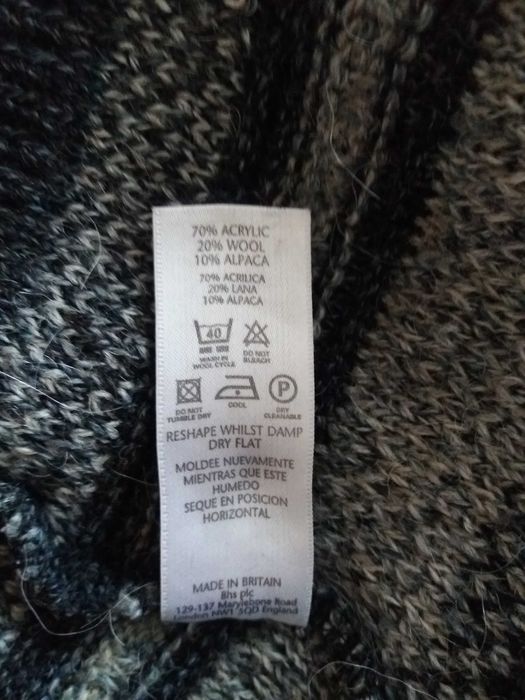 70% ACRYLIC
20% WOOL
10% ALPACA
70% ACRILICA
20% LANA
10% ALPACA
40
WASH IN
WOOL CYCLE
DO NOT
BLEACH
P
DO NOT
TUMBLE DRY
COOL
DRY
CLEANABLE
RESHAPE WHILST DAMP
DRY FLAT
MOLDEE NUEVAMENTE
MIENTRAS QUE ESTE
HUMEDO
SEQUE EN POSICION
HORIZONTAL
MADE IN BRITAIN
Bhs plc
129-137 Marylebone Road
London NW1 5QD England